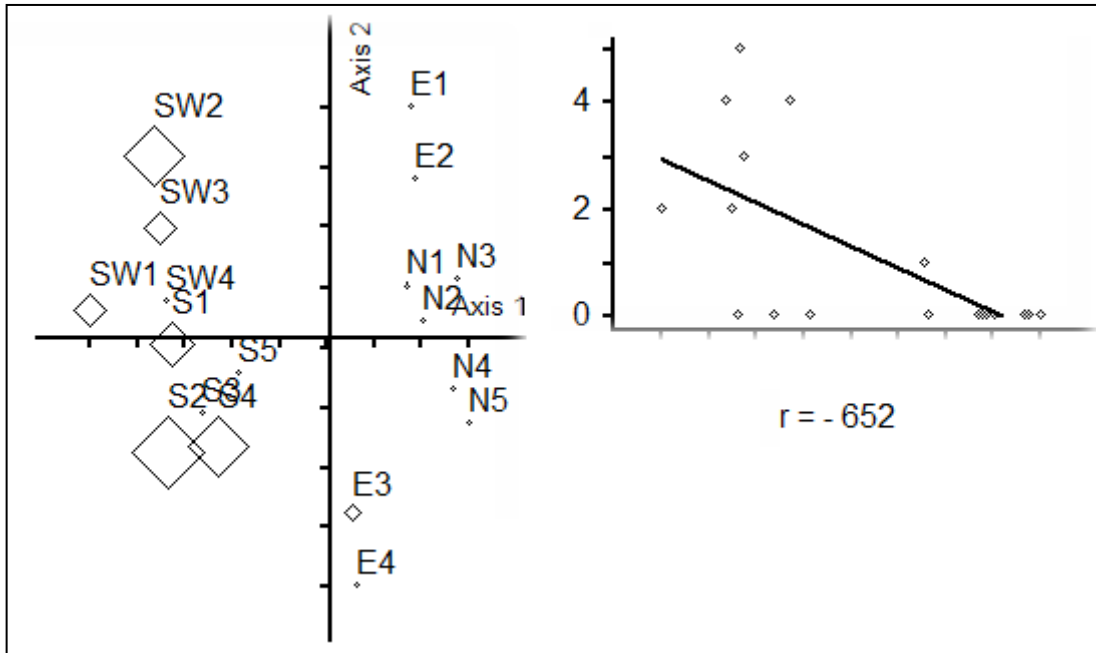 Axis 2
E1
SW2
E2
SW3
N1
N3
SW1
SW4
S1
N2
Axis 1
S5
N4
S2
S3
S4
N5
E3
E4
4
2
0
r = - 652